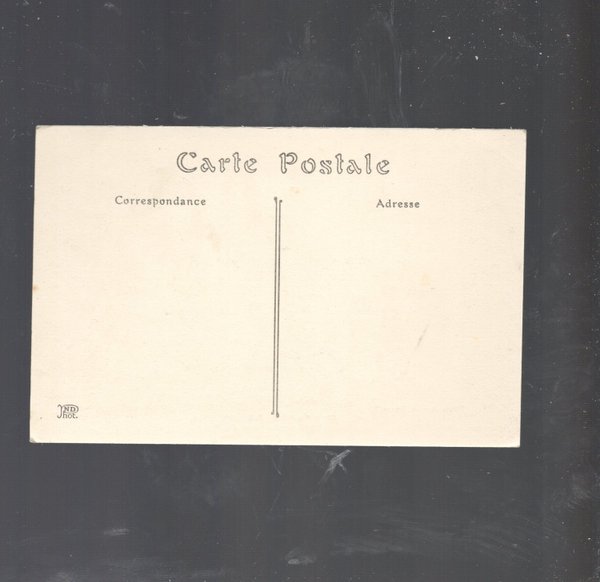 Carte Postale
Correspondance
Adresse
ND
Phot.